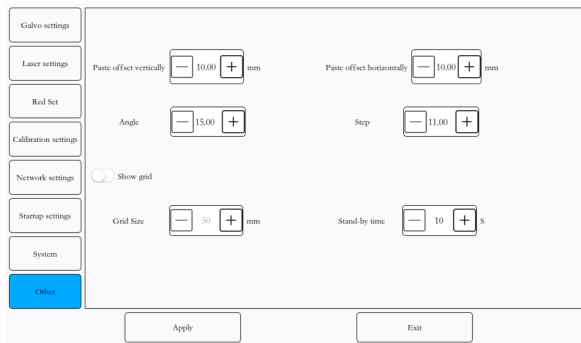 Galvo settings
Laser settings
Red Set
Calibration settings
Network settings
Startup settings
System
Other
Paste offset vertically — 10.00 + mm
Paste offset horizontally — 10.00 + mm
Angle — 15.00 +
Step — 11.00 +
Show grid
Grid Size — 50 + mm
Stand-by time — 10 + S
Apply
Exit